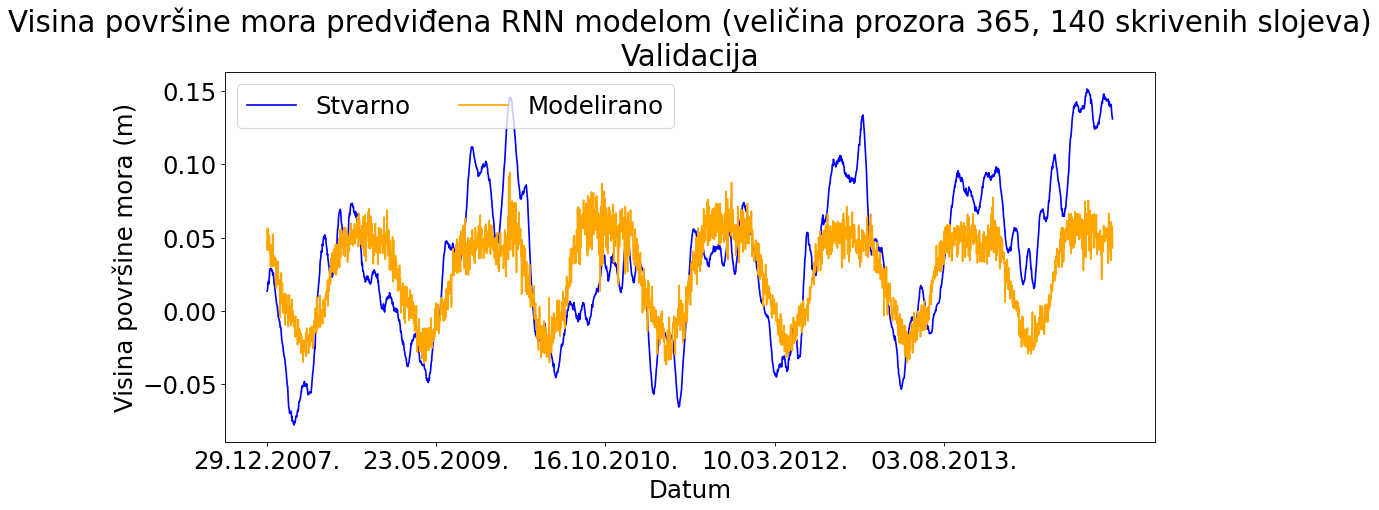 Visina površine mora predviđena RNN modelom (veličina prozora 365, 140 skrivenih slojeva)
Validacija
Stvarno
Modelirano
Visina površine mora (m)
0.15
0.10
0.05
0.00
−0.05
29.12.2007.
23.05.2009.
16.10.2010.
10.03.2012.
03.08.2013.
Datum